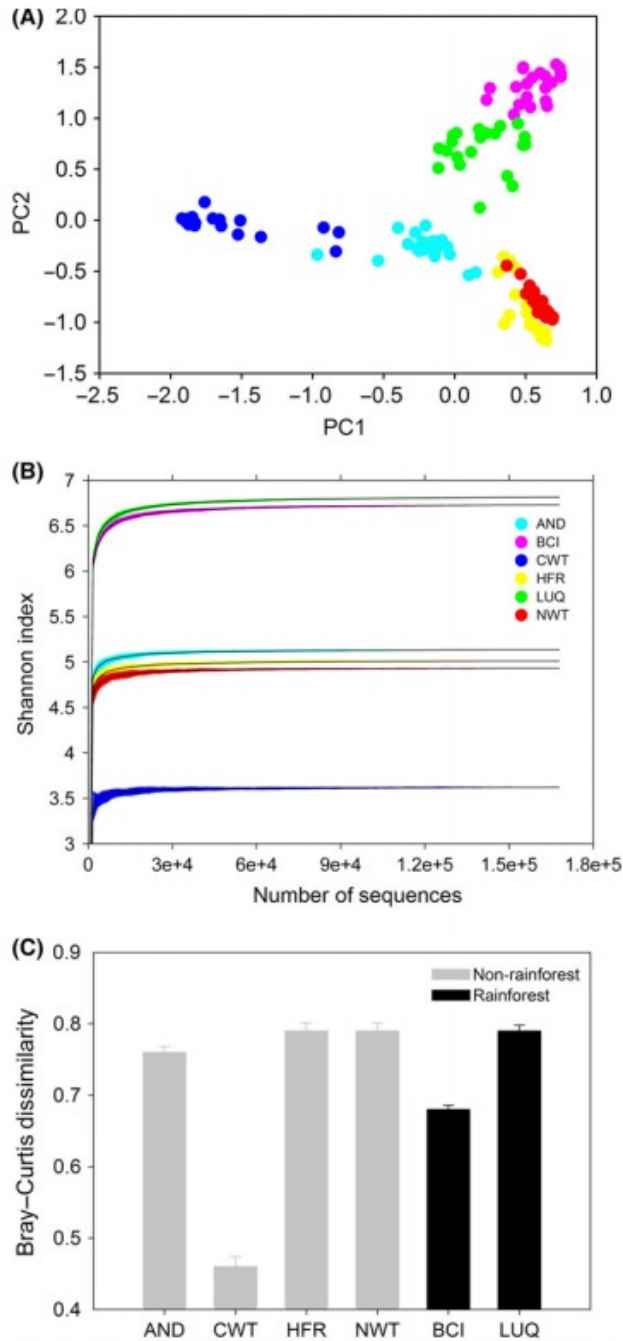 (A)
2.0
1.5
1.0
0.5
0.0
−0.5
−1.0
−1.5
PC2
−2.5 −2.0 −1.5 −1.0 −0.5 0.0 0.5 1.0
PC1
(B)
7
6.5
6
5.5
5
4.5
4
3.5
3
Shannon index
AND
BCI
CWT
HFR
LUQ
NWT
0 3e+4 6e+4 9e+4 1.2e+5 1.5e+5 1.8e+5
Number of sequences
(C)
0.9
0.8
0.7
0.6
0.5
0.4
Bray−Curtis dissimilarity
Non-rainforest
Rainforest
AND CWT HFR NWT BCI LUQ